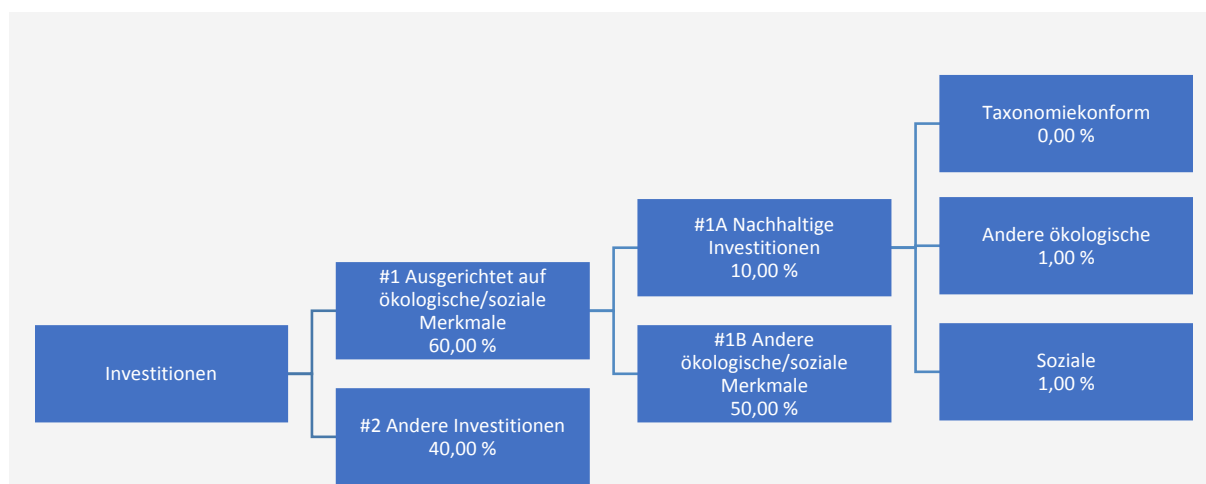 Investitionen
#1 Ausgerichtet auf
ökologische/soziale
Merkmale
60,00 %
#2 Andere Investitionen
40,00 %
#1A Nachhaltige
Investitionen
10,00 %
#1B Andere
ökologische/soziale
Merkmale
50,00 %
Taxonomiekonform
0,00 %
Andere ökologische
1,00 %
Soziale
1,00 %